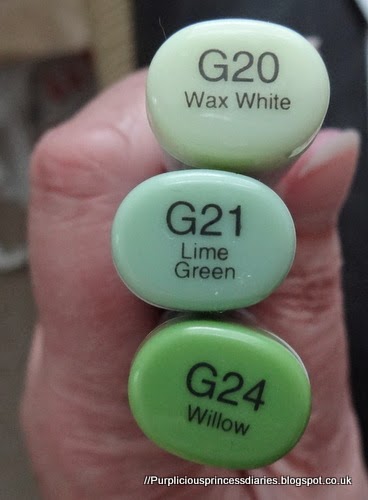 G20
Wax White
G21
Lime
Green
G24
Willow
//Purpliciousprincessdiaries.blogspot.co.uk